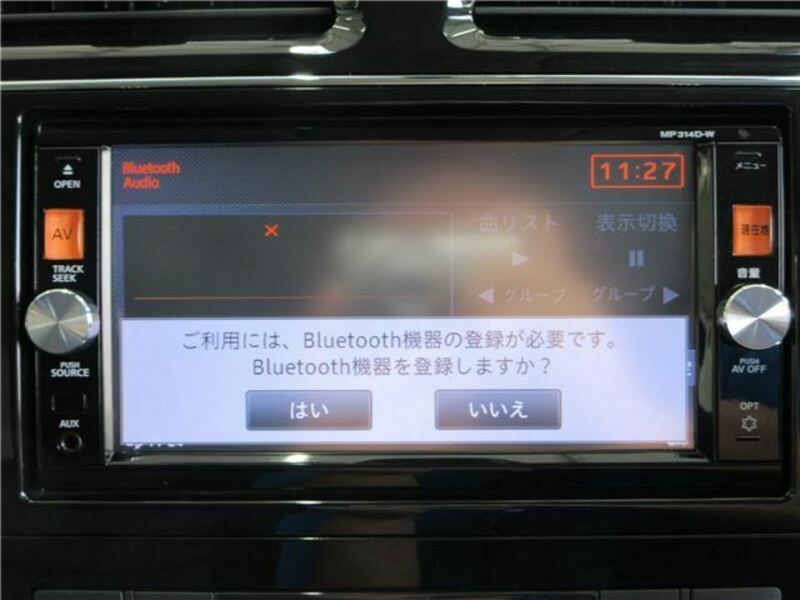 MP314D-W
OPEN
AV
TRACK
SEEK
PUSH
SOURCE
AUX
Bluetooth
Audio
11:27
曲リスト
表示切換
グループ
グループ
ご利用には、Bluetooth機器の登録が必要です。
Bluetooth機器を登録しますか？
はい
いいえ
メニュー
現在地
音量
PUSH
AV OFF
OPT